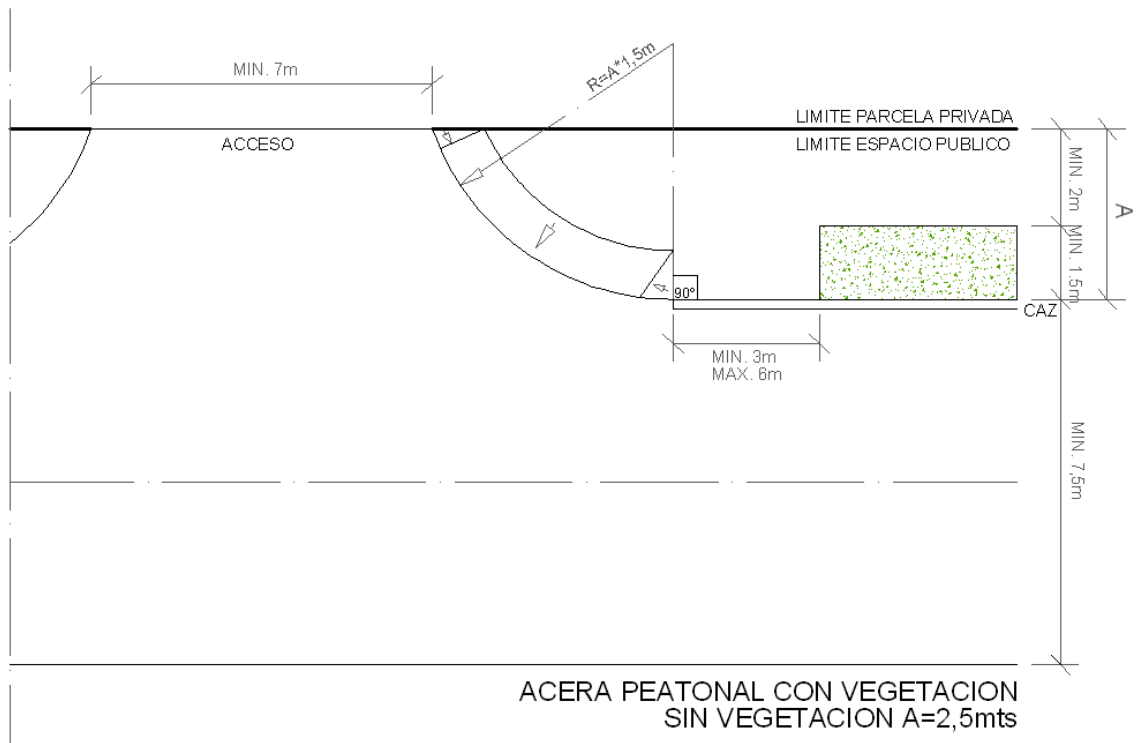 MIN. 7m
R=A*1,5m
LIMITE PARCELA PRIVADA
ACCESO
LIMITE ESPACIO PUBLICO
MIN. 2m
A
MIN. 1.5m
90°
CAZ
MIN. 3m
MAX. 6m
MIN. 7,5m
ACERA PEATONAL CON VEGETACION
SIN VEGETACION A=2,5mts